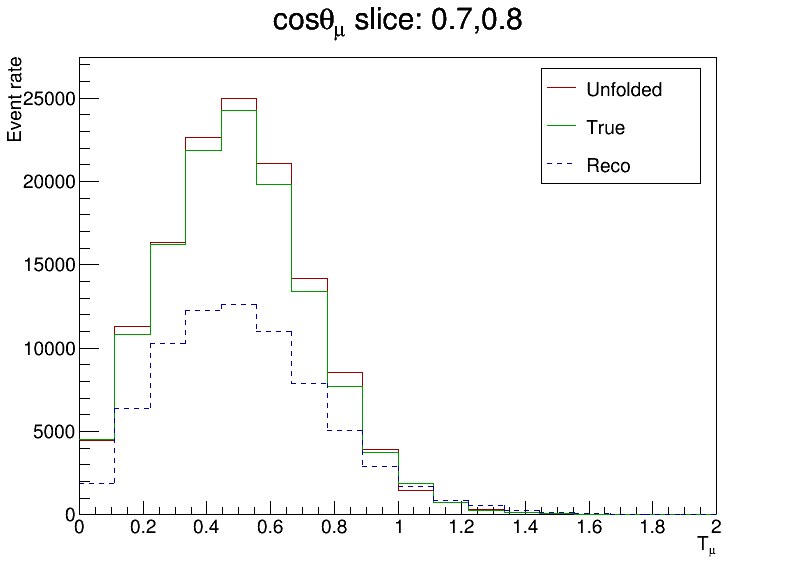 cosθμ slice: 0.7,0.8
Event rate
25000
20000
15000
10000
5000
0
Unfolded
True
Reco
0 0.2 0.4 0.6 0.8 1 1.2 1.4 1.6 1.8 2
Tμ